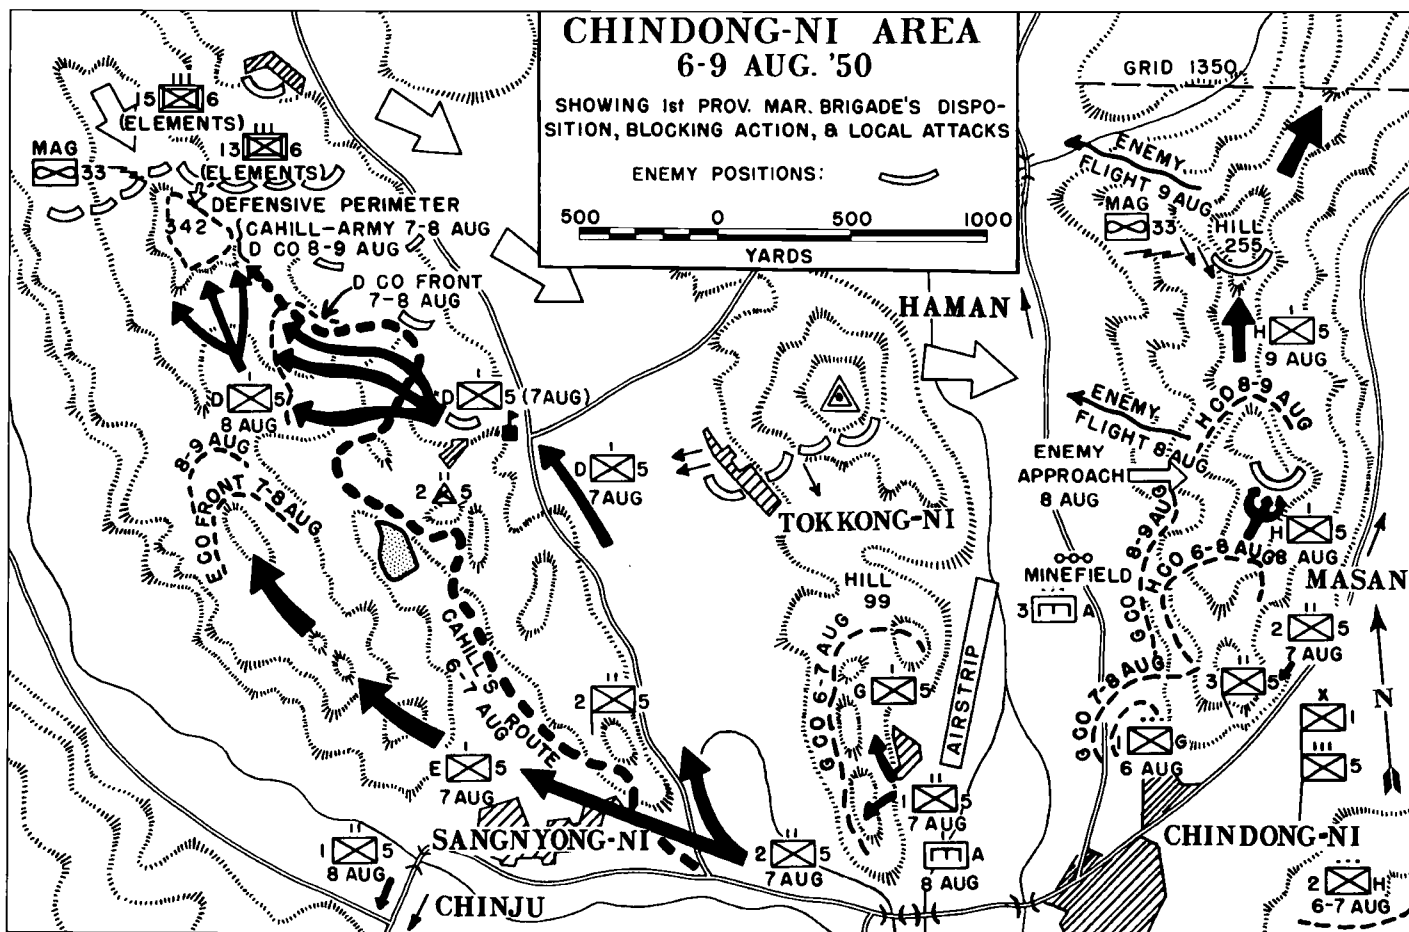 CHINDONG-NI AREA
6-9 AUG. '50
SHOWING 1st PROV. MAR. BRIGADE'S DISPO-
SITION, BLOCKING ACTION, & LOCAL ATTACKS
ENEMY POSITIONS:
500 0 500 1000
YARDS
15 6
(ELEMENTS)
13 6
(ELEMENTS)
MAG
33
342
DEFENSIVE PERIMETER
CAHILL-ARMY 7-8 AUG
D CO 8-9 AUG
D CO FRONT
7-8 AUG
D 5
8 AUG
D 5 (7AUG)
8-9 AUG
E CO FRONT 7-8 AUG
2 5
D 5
7 AUG
CAHILL'S ROUTE
6-7 AUG
2 5
E 5
7 AUG
SANGNYONG-NI
1 5
8 AUG
CHINJU
2 5
7 AUG
HAMAN
TOKKONG-NI
HILL
99
G CO 6-7 AUG
G 5
AIRSTRIP
1 5
7 AUG
A
8 AUG
GRID 1350
ENEMY
FLIGHT 9 AUG
MAG
33
HILL
255
H 5
9 AUG
H CO 8-9 AUG
ENEMY
FLIGHT 8 AUG
ENEMY
APPROACH
8 AUG
G CO 8-9 AUG
H CO 6-8 AUG
H 5
8 AUG
MINEFIELD
3 A
MASAN
2 5
7 AUG
3 5
G CO 7-8 AUG
G
6 AUG
X
1
5
N
CHINDONG-NI
2 H
6-7 AUG